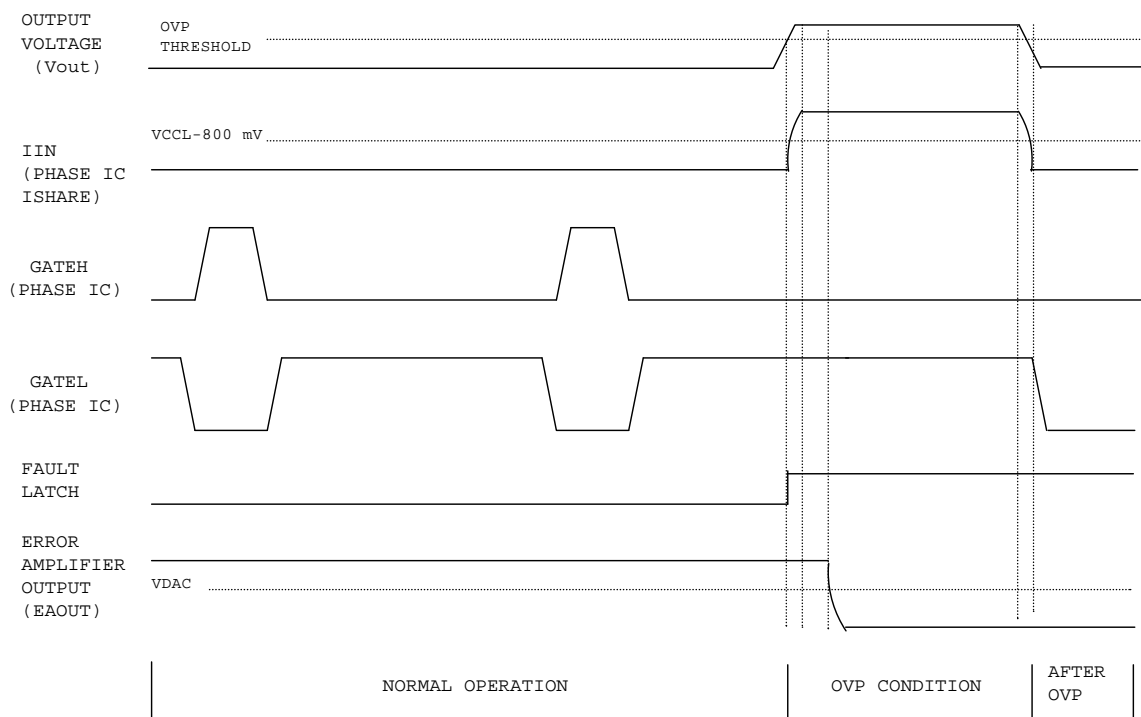 OUTPUT
VOLTAGE
(Vout)
OVP
THRESHOLD
VCCL-800 mV
IIN
(PHASE IC
ISHARE)
GATEH
(PHASE IC)
GATEL
(PHASE IC)
FAULT
LATCH
ERROR
AMPLIFIER
OUTPUT
(EAOUT)
VDAC
NORMAL OPERATION
OVP CONDITION
AFTER
OVP